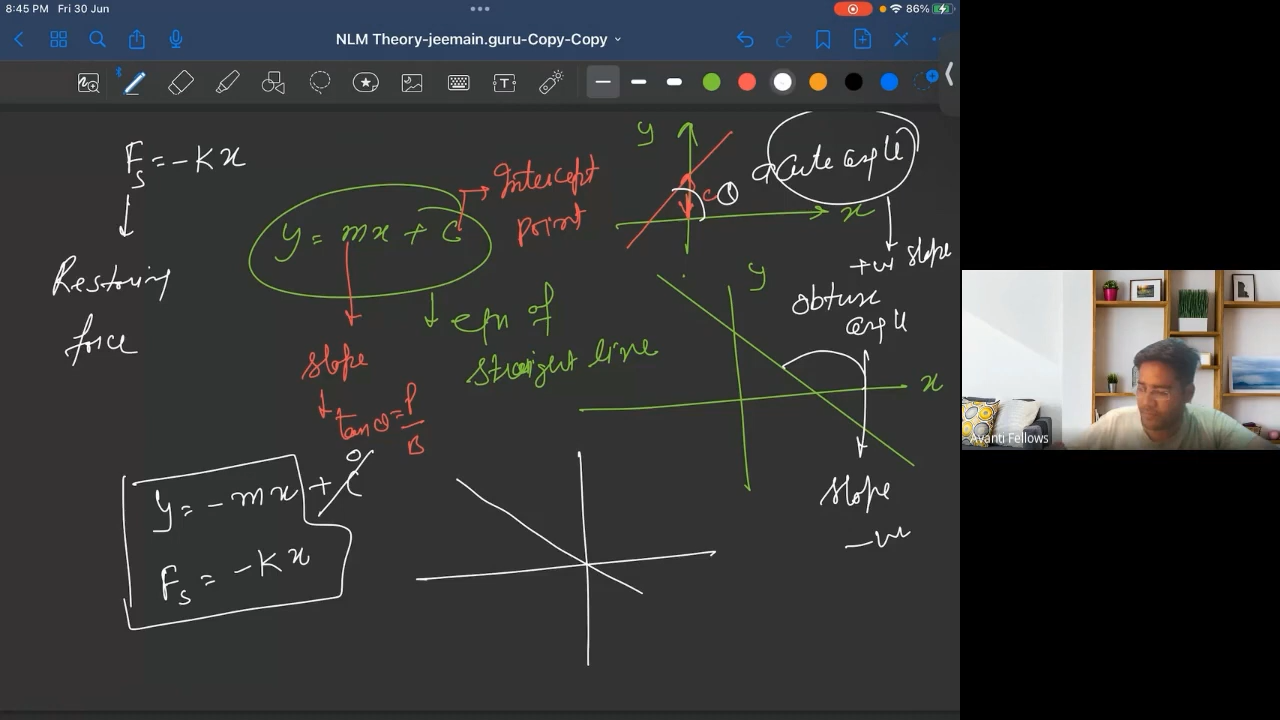 8:45 PM Fri 30 Jun
86%
NLM Theory-jeemain.guru-Copy-Copy
Fs = -Kx
Restoring
force
y = mx + C
Intercept
point
slope
tanθ = P/B
eqn of
straight line
y = -mx + C
0
Fs = -Kx
y
C
θ
x
acute angle
+ve slope
y
obtuse
angle
x
slope
-ve
Avanti Fellows